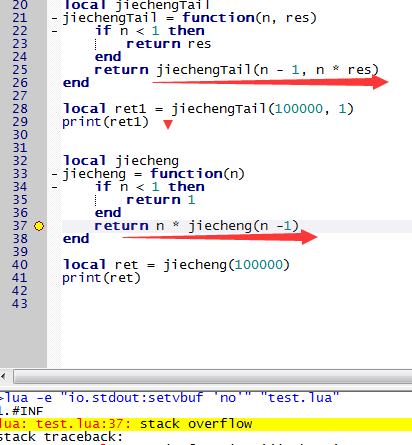 20 local jiechengTail
21 jiechengTail = function(n, res)
22 if n < 1 then
23 return res
24 end
25 return jiechengTail(n - 1, n * res)
26 end
27
28 local ret1 = jiechengTail(100000, 1)
29 print(ret1)
30
31
32 local jiecheng
33 jiecheng = function(n)
34 if n < 1 then
35 return 1
36 end
37 return n * jiecheng(n -1)
38 end
39
40 local ret = jiecheng(100000)
41 print(ret)
42
43
>lua -e "io.stdout:setvbuf 'no'" "test.lua"
1.#INF
lua: test.lua:37: stack overflow
stack traceback: